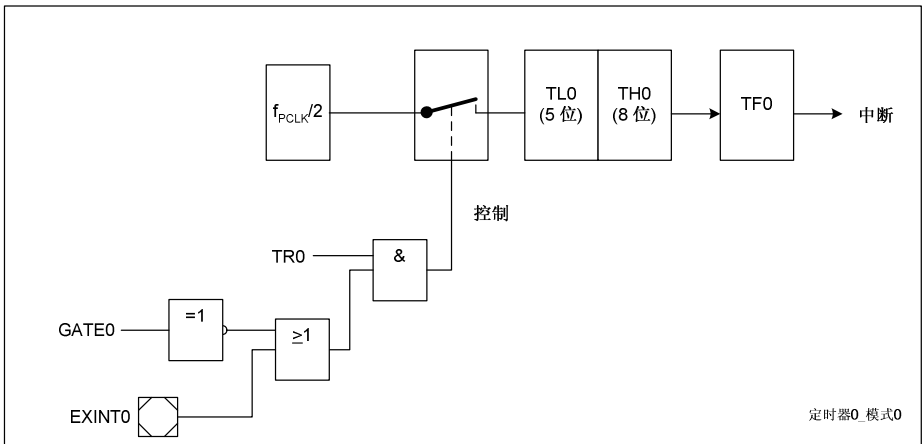 f_PCLK/2
TL0
(5 位)
TH0
(8 位)
TF0
中断
控制
TR0
&
GATE0
=1
≥1
EXINT0
定时器0_模式0